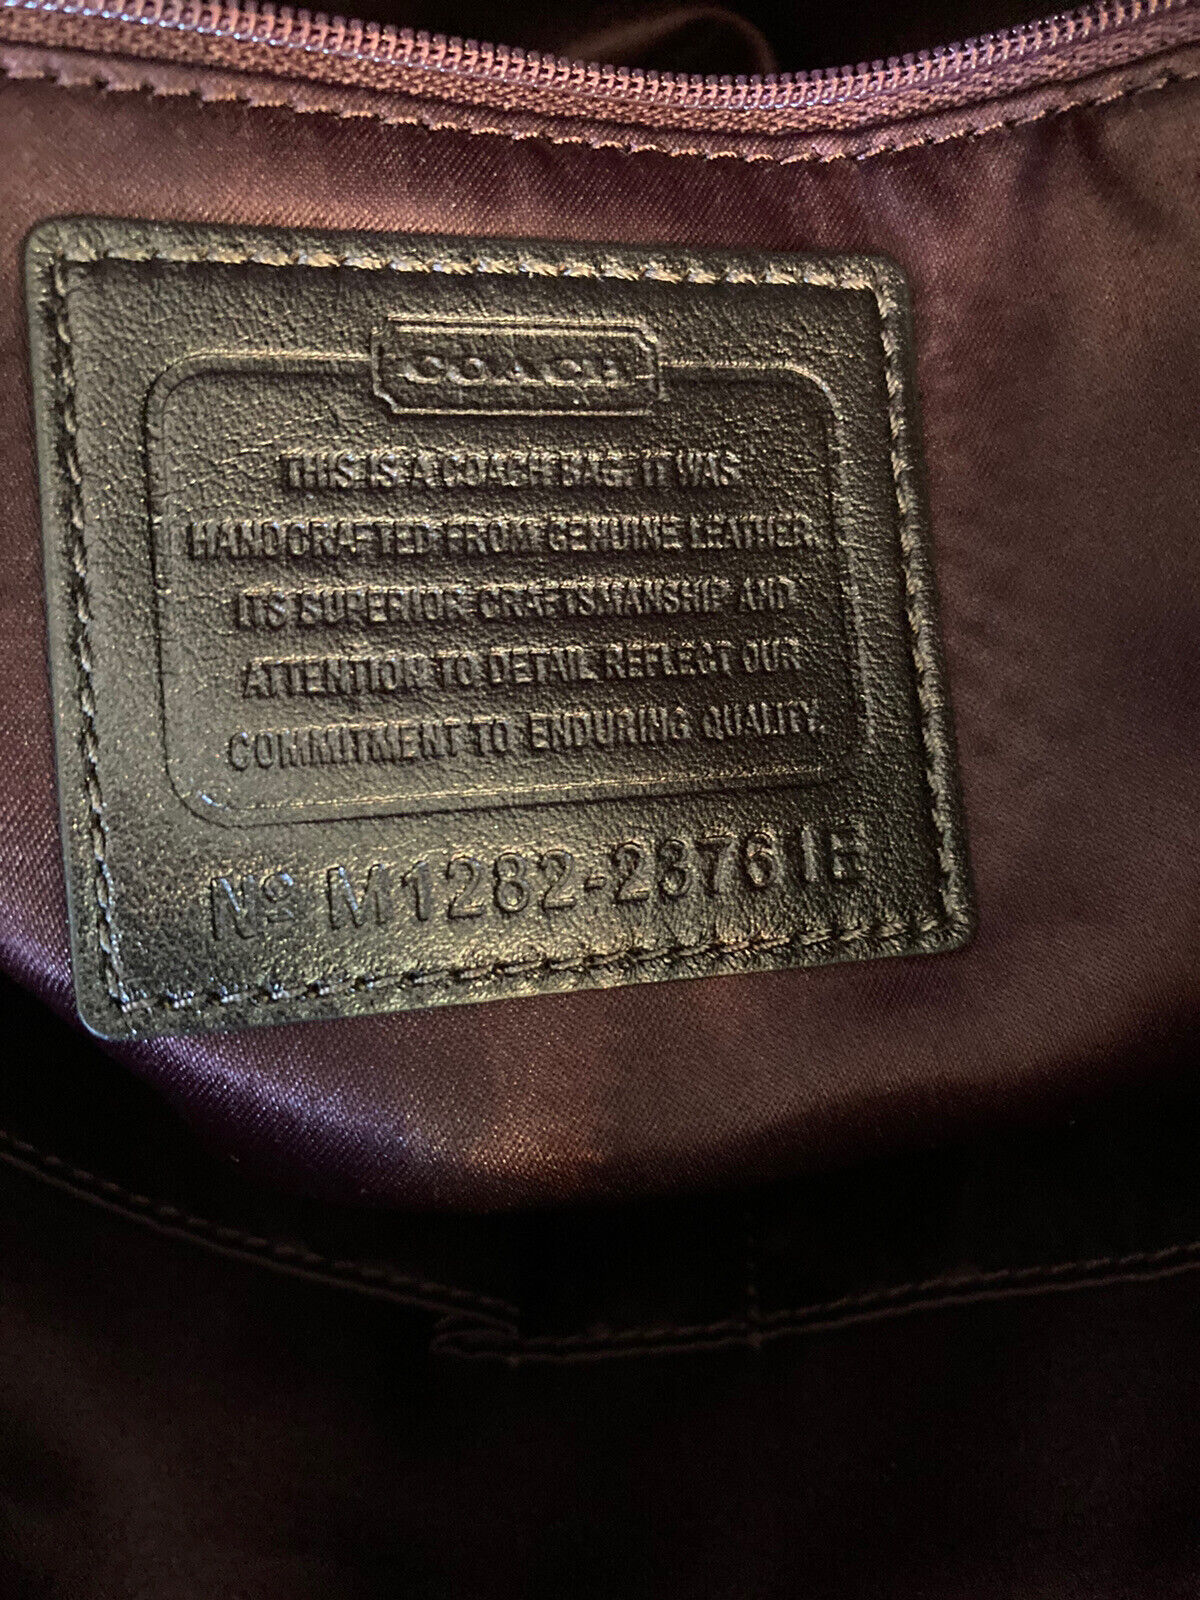 COACH
THIS IS A COACH BAG. IT WAS
HANDCRAFTED FROM GENUINE LEATHER.
ITS SUPERIOR CRAFTSMANSHIP AND
ATTENTION TO DETAIL REFLECT OUR
COMMITMENT TO ENDURING QUALITY.
Nº M1282-23761E